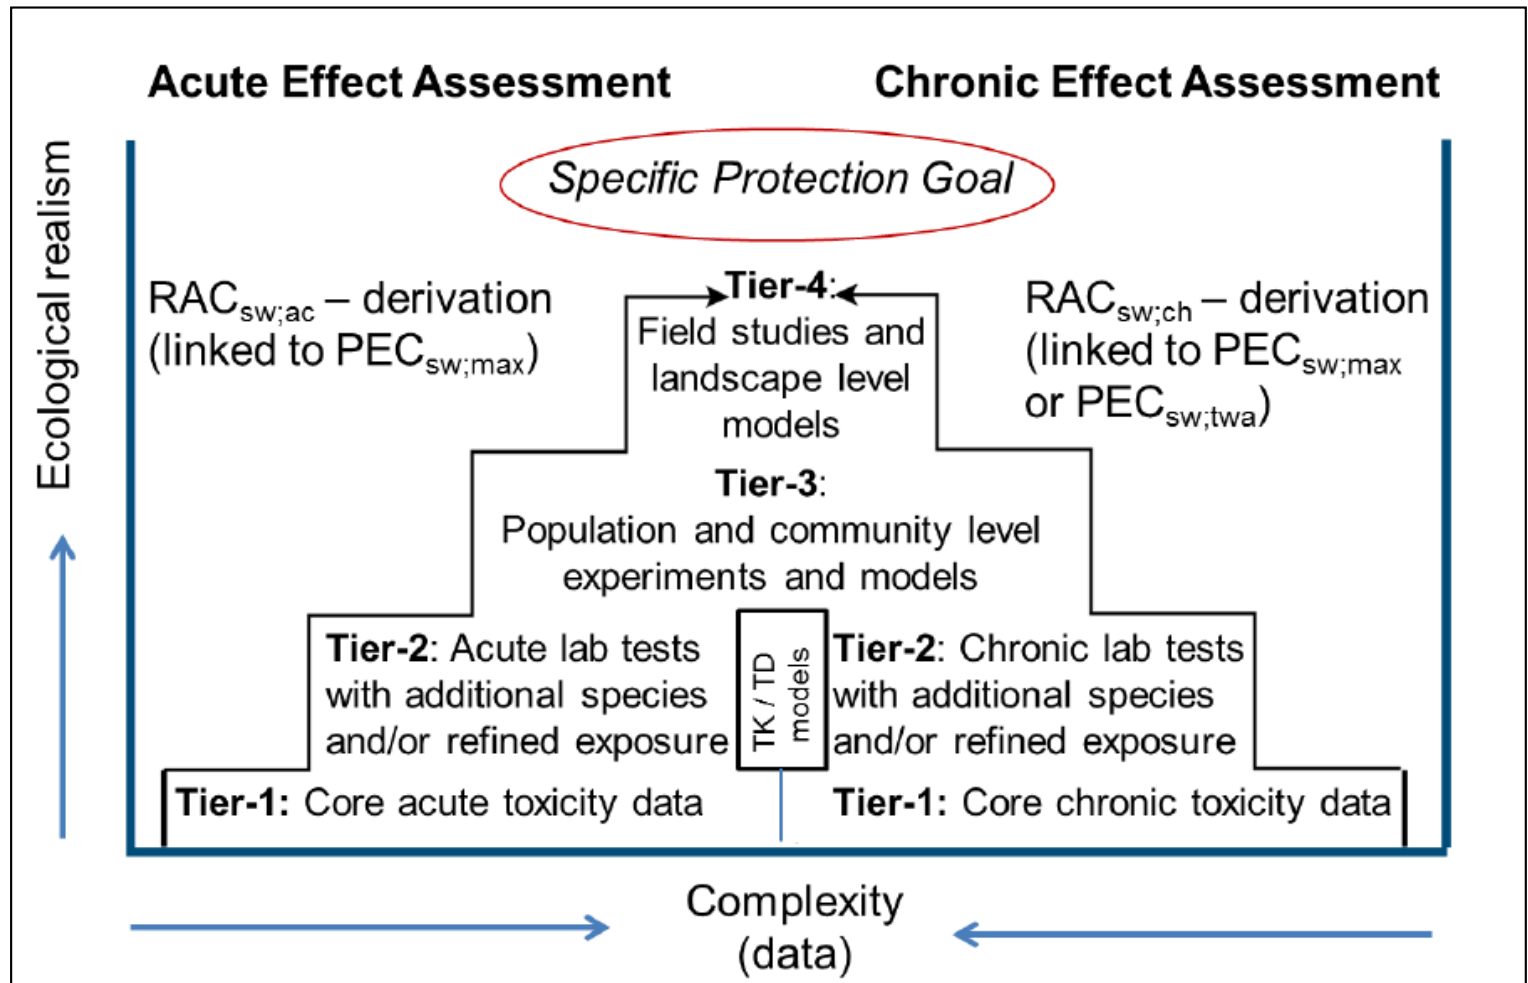 Acute Effect Assessment
Chronic Effect Assessment
Specific Protection Goal
Ecological realism
RACsw;ac – derivation
(linked to PECsw;max)
RACsw;ch – derivation
(linked to PECsw;max
or PECsw;twa)
Tier-4:
Field studies and
landscape level
models
Tier-3:
Population and community level
experiments and models
Tier-2: Acute lab tests
with additional species
and/or refined exposure
TK / TD
models
Tier-2: Chronic lab tests
with additional species
and/or refined exposure
Tier-1: Core acute toxicity data
Tier-1: Core chronic toxicity data
Complexity
(data)